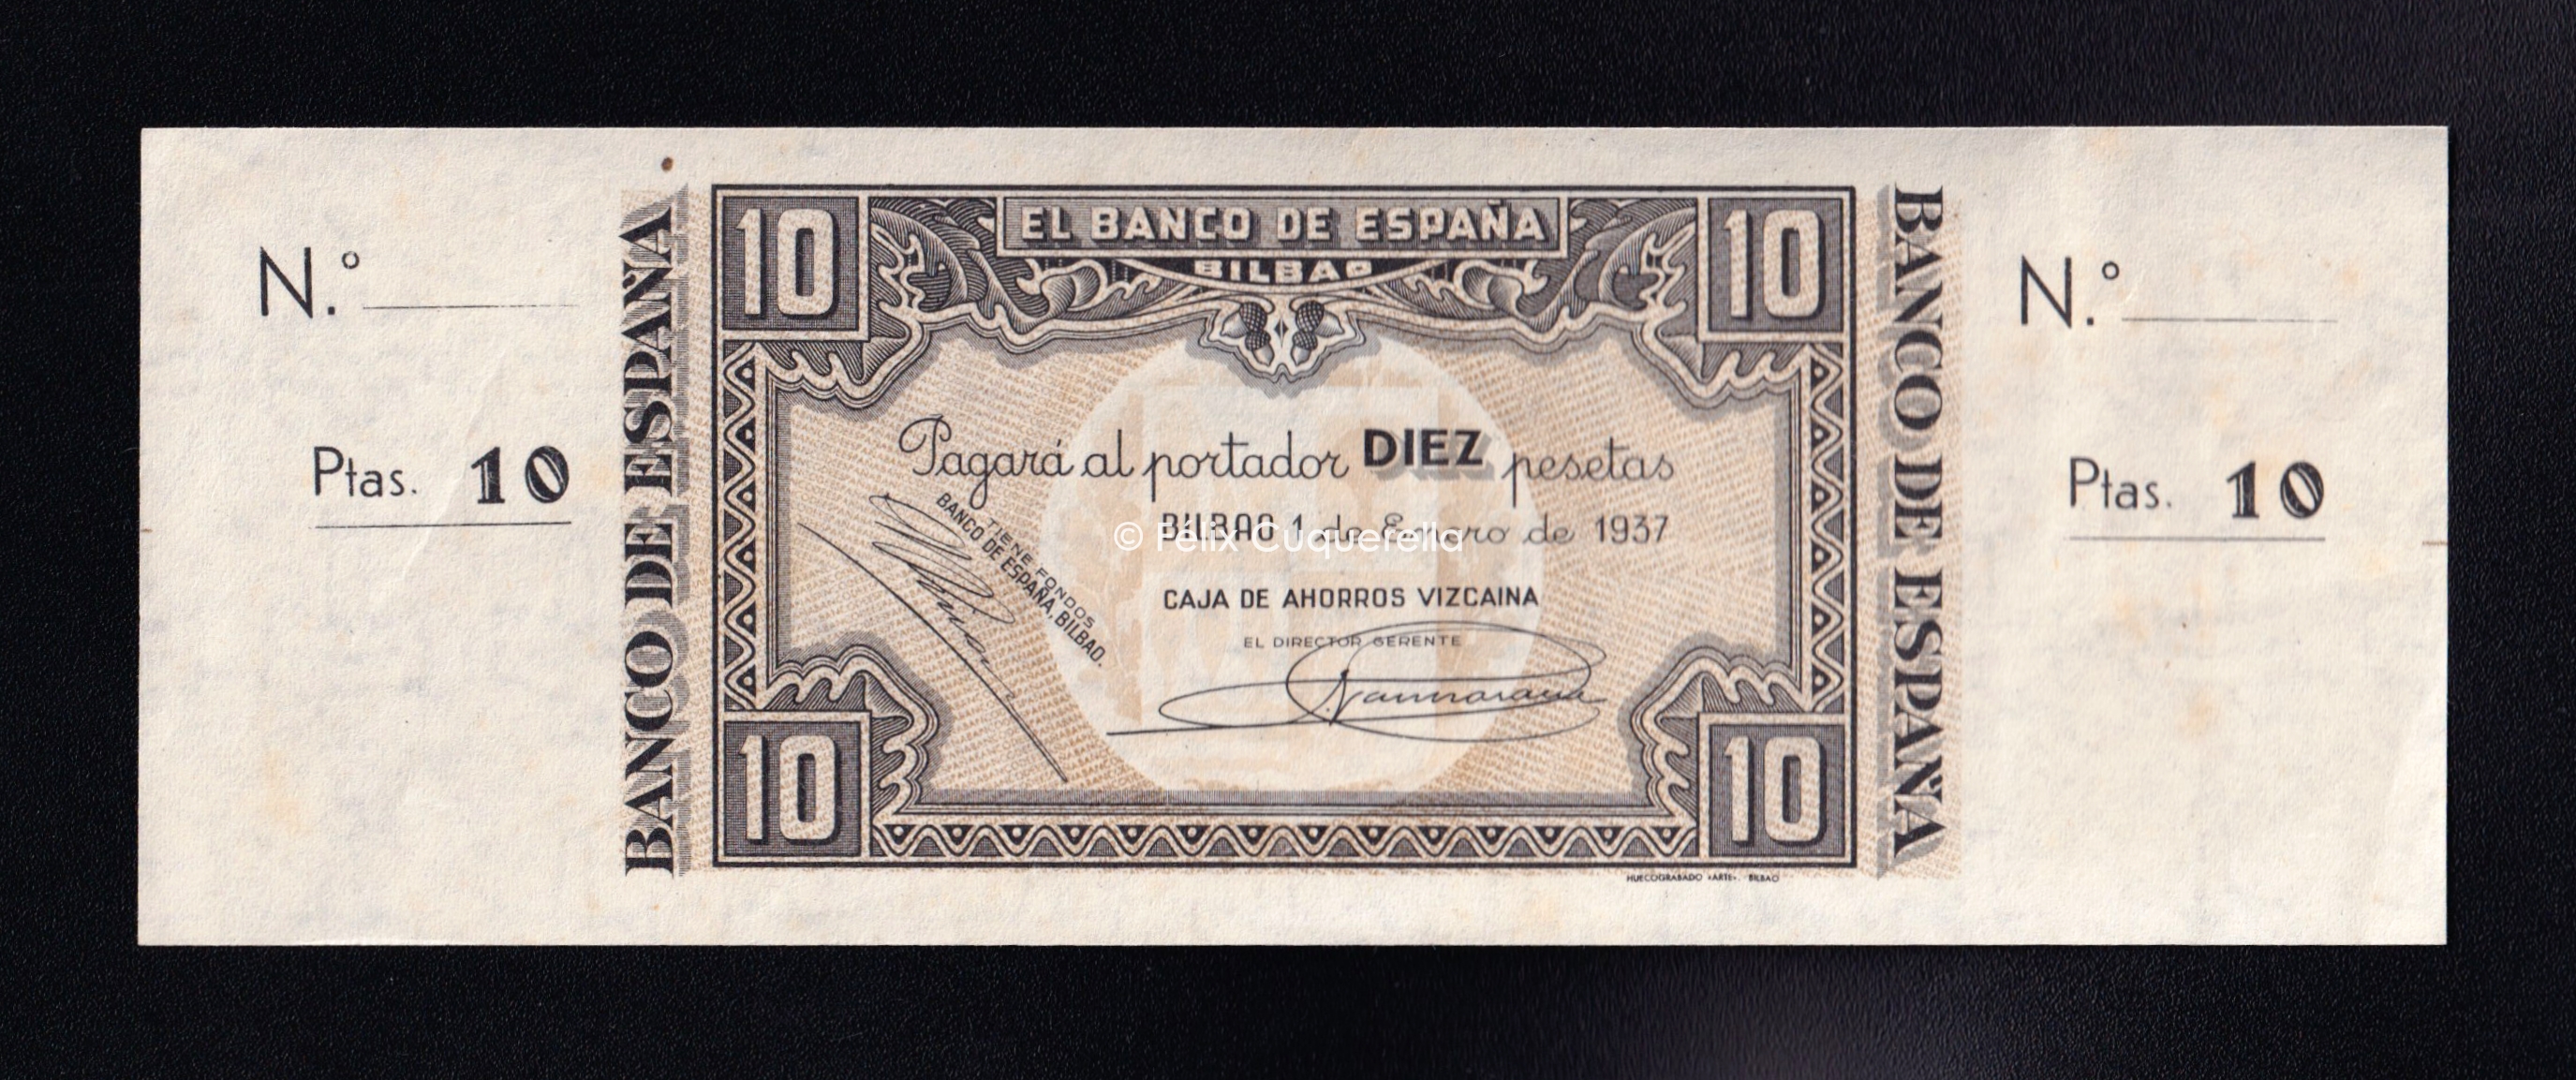 N.º
Ptas. 10
BANCO DE ESPAÑA
10
EL BANCO DE ESPAÑA
10
BILBAO
Pagará al portador DIEZ pesetas
BILBAO 1 de Enero de 1937
© Félix Cuquerella
TIENE FONDOS
BANCO DE ESPAÑA, BILBAO.
CAJA DE AHORROS VIZCAINA
EL DIRECTOR GERENTE
10
10
HUECOGRABADO «ARTE». BILBAO
BANCO DE ESPAÑA
N.º
Ptas. 10